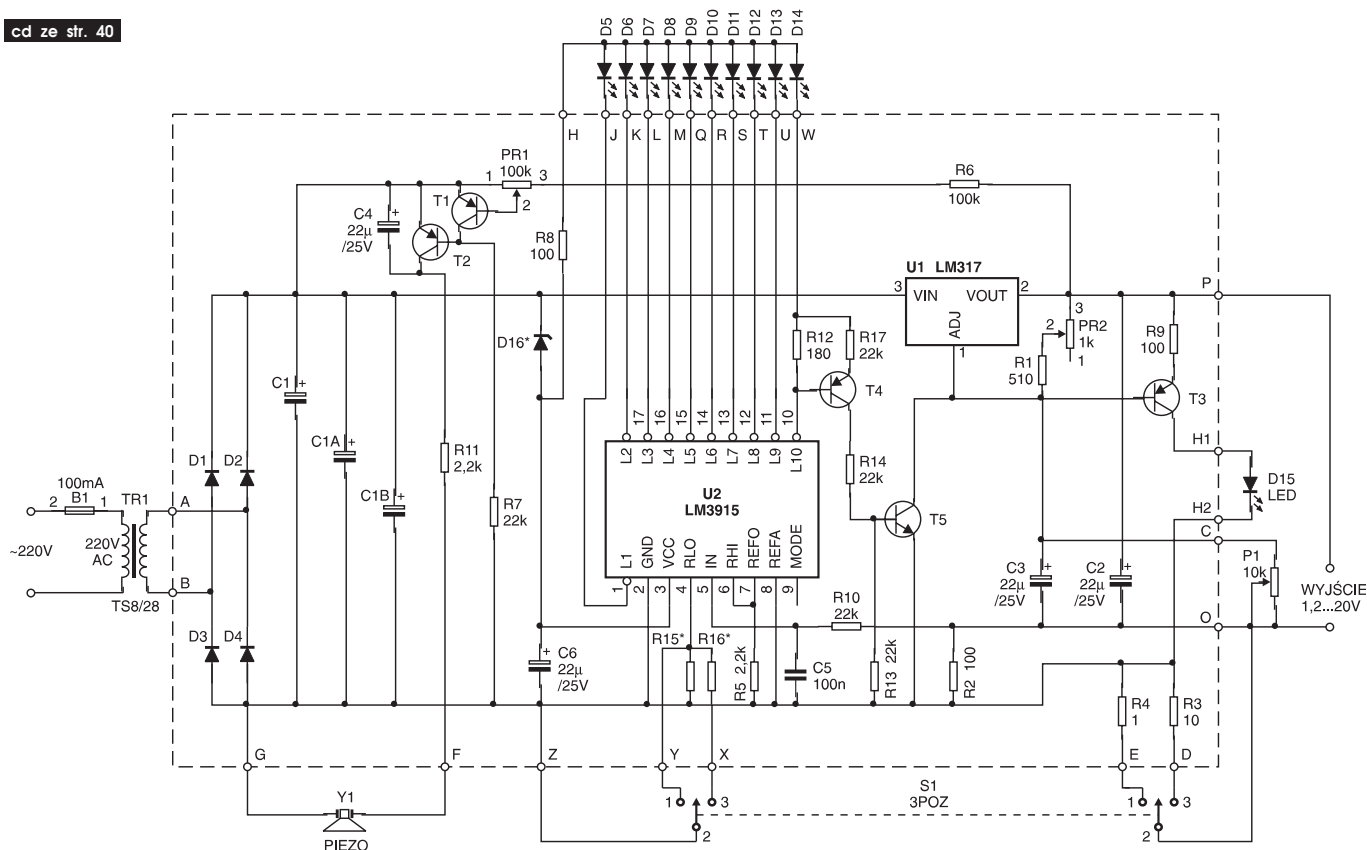 cd ze str. 40
D5
D6
D7
D8
D9
D10
D11
D12
D13
D14
H
J
K
L
M
Q
R
S
T
U
W
PR1
100k
1
3
2
T1
T2
C4
+
22µ
/25V
R8
100
R6
100k
U1 LM317
3
VIN
VOUT
2
ADJ
1
P
3
2
PR2
1k
1
R1
510
R9
100
T3
D16*
R12
180
R17
22k
T4
C1
+
C1A
+
C1B
+
R11
2,2k
R7
22k
17
16
15
14
13
12
11
10
L2
L3
L4
L5
L6
L7
L8
L9
L10
U2
LM3915
L1
GND
VCC
RLO
IN
RHI
REFO
REFA
MODE
1
2
3
4
5
6
7
8
9
R14
22k
T5
H1
D15
LED
H2
C
D1
D2
100mA
2
B1
1
TR1
A
~220V
220V
AC
B
TS8/28
D3
D4
C3
+
22µ
/25V
C2
+
22µ
/25V
P1
10k
WYJŚCIE
1,2...20V
O
R10
22k
R15*
R16*
C6
+
22µ
/25V
R5 2,2k
C5
100n
R13 22k
R2 100
R4
1
R3
10
G
F
Z
Y
X
E
D
Y1
PIEZO
1
3
2
S1
3POZ
1
3
2